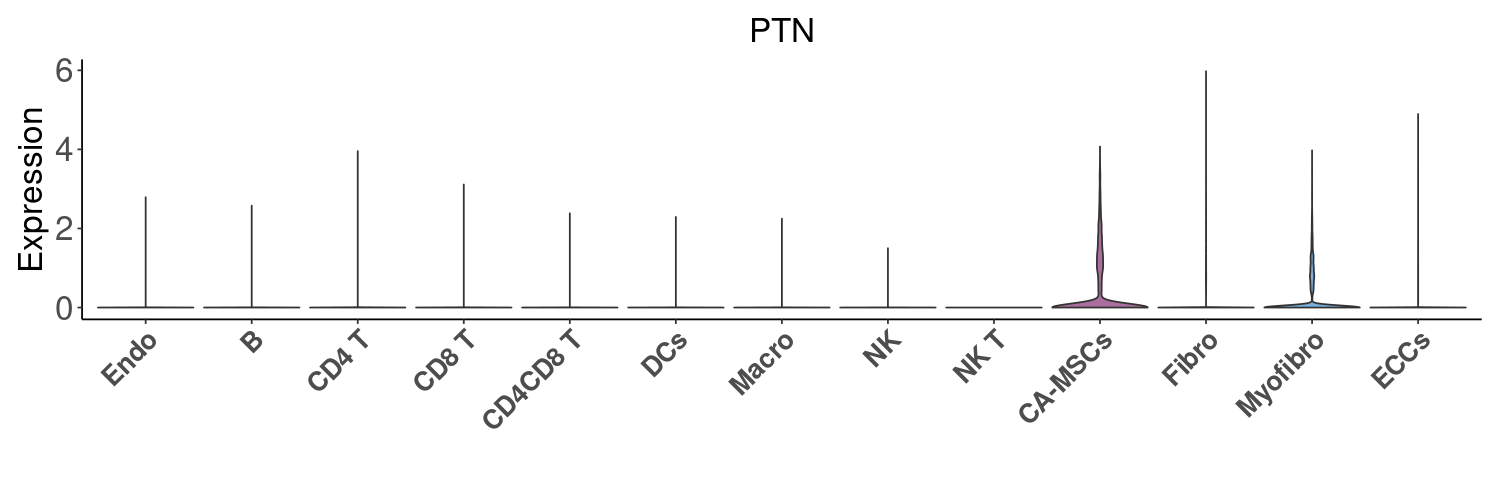 PTN
Expression
6
4
2
0
Endo
B
CD4 T
CD8 T
CD4CD8 T
DCs
Macro
NK
NK T
CA-MSCs
Fibro
Myofibro
ECCs